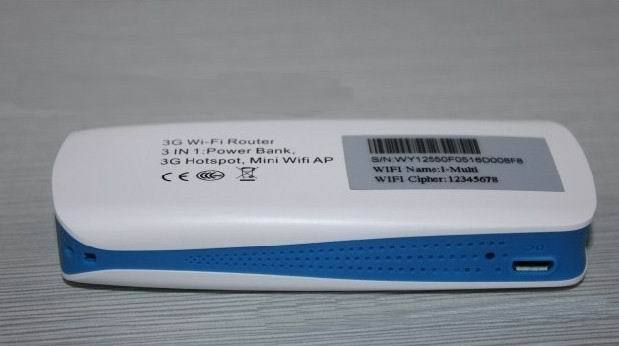 3G Wi-Fi Router
3 IN 1:Power Bank,
3G Hotspot, Mini Wifi AP
CE
S/N:WY12550F0516D008F8
WIFI Name:I-Multi
WIFI Cipher:12345678